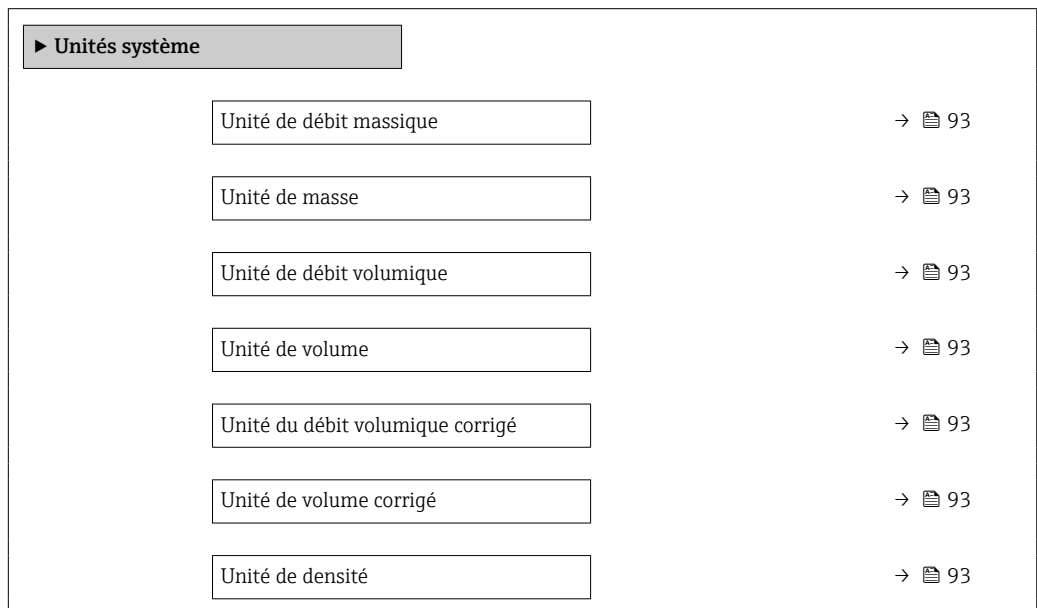 ▶ Unités système
Unité de débit massique → 93
Unité de masse → 93
Unité de débit volumique → 93
Unité de volume → 93
Unité du débit volumique corrigé → 93
Unité de volume corrigé → 93
Unité de densité → 93